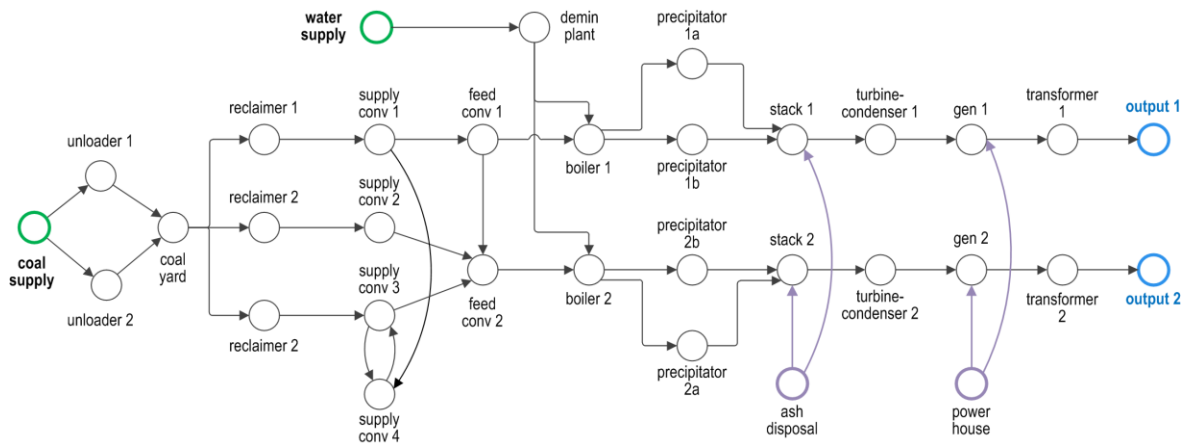 water
supply
demin
plant
precipitator
1a
reclaimer 1
supply
conv 1
feed
conv 1
stack 1
turbine-
condenser 1
gen 1
transformer
1
output 1
unloader 1
boiler 1
precipitator
1b
reclaimer 2
supply
conv 2
coal
supply
coal
yard
supply
conv 3
feed
conv 2
boiler 2
precipitator
2b
stack 2
turbine-
condenser 2
gen 2
transformer
2
output 2
unloader 2
reclaimer 2
precipitator
2a
supply
conv 4
ash
disposal
power
house